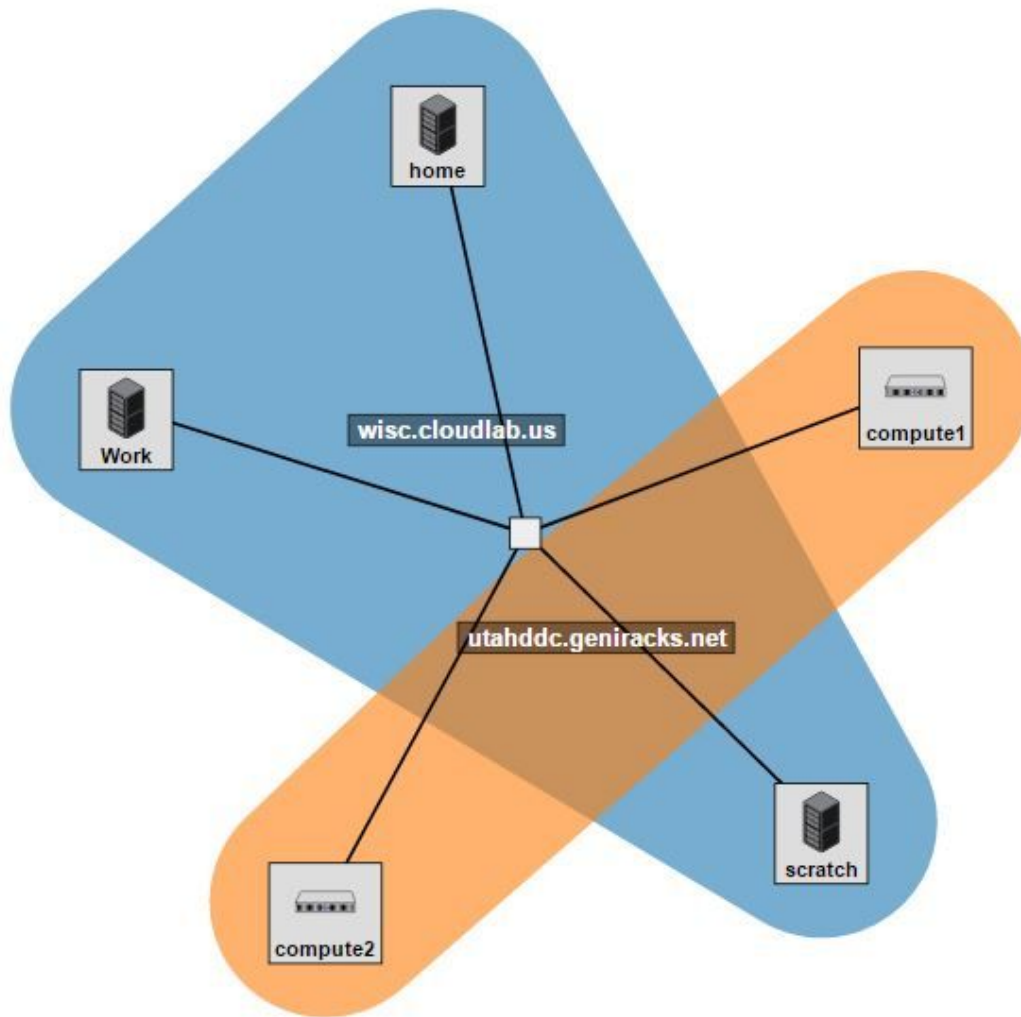 home
compute1
wisc.cloudlab.us
Work
utahddc.geniracks.net
scratch
compute2